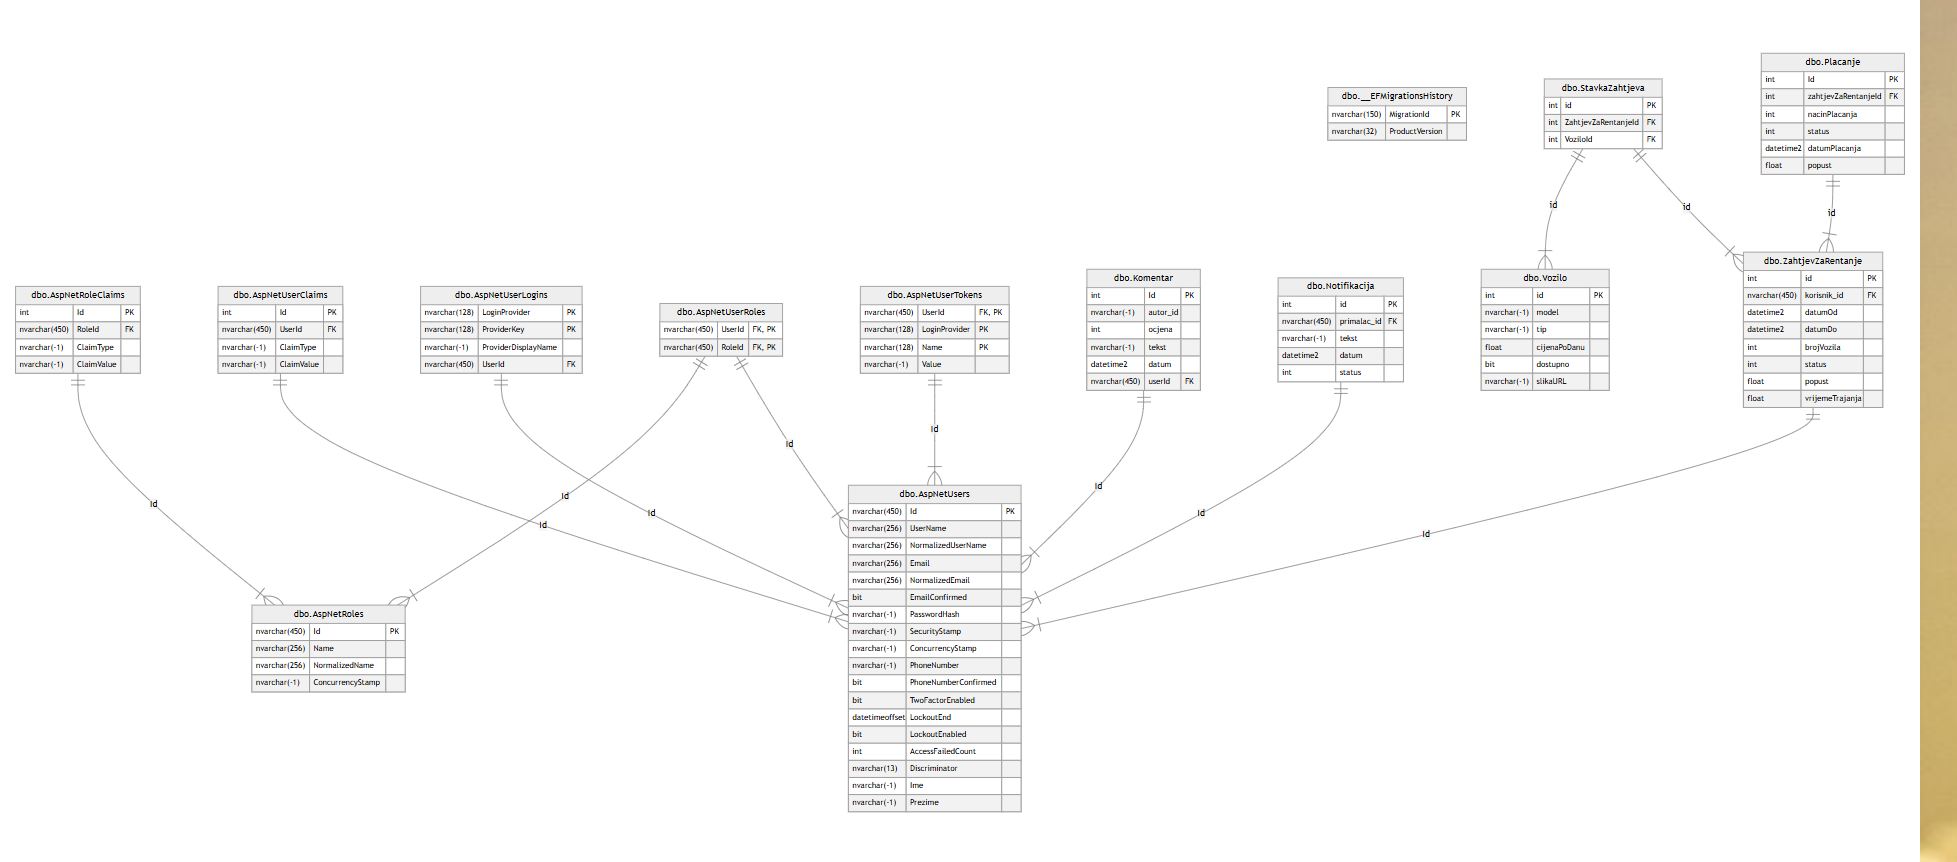 dbo.Placanje
int Id PK
int zahtjevZaRentanjeId FK
int nacinPlacanja
int status
datetime2 datumPlacanja
float popust
dbo.StavkaZahtjeva
int id PK
int ZahtjevZaRentanjeId FK
int VoziloId FK
dbo.__EFMigrationsHistory
nvarchar(150) MigrationId PK
nvarchar(32) ProductVersion
id
id
id
dbo.AspNetRoleClaims
int Id PK
nvarchar(450) RoleId FK
nvarchar(-1) ClaimType
nvarchar(-1) ClaimValue
dbo.AspNetUserClaims
int Id PK
nvarchar(450) UserId FK
nvarchar(-1) ClaimType
nvarchar(-1) ClaimValue
dbo.AspNetUserLogins
nvarchar(128) LoginProvider PK
nvarchar(128) ProviderKey PK
nvarchar(-1) ProviderDisplayName
nvarchar(450) UserId FK
dbo.AspNetUserRoles
nvarchar(450) UserId FK, PK
nvarchar(450) RoleId FK, PK
dbo.AspNetUserTokens
nvarchar(450) UserId FK, PK
nvarchar(128) LoginProvider PK
nvarchar(128) Name PK
nvarchar(-1) Value
dbo.Komentar
int Id PK
nvarchar(-1) autor_id
int ocjena
nvarchar(-1) tekst
datetime2 datum
nvarchar(450) userId FK
dbo.Notifikacija
int id PK
nvarchar(450) primalac_id FK
nvarchar(-1) tekst
datetime2 datum
int status
dbo.Vozilo
int id PK
nvarchar(-1) model
nvarchar(-1) tip
float cijenaPoDanu
bit dostupno
nvarchar(-1) slikaURL
dbo.ZahtjevZaRentanje
int id PK
nvarchar(450) korisnik_id FK
datetime2 datumOd
datetime2 datumDo
int brojVozila
int status
float popust
float vrijemeTrajanja
Id
Id
Id
Id
Id
Id
Id
Id
Id
dbo.AspNetRoles
nvarchar(450) Id PK
nvarchar(256) Name
nvarchar(256) NormalizedName
nvarchar(-1) ConcurrencyStamp
dbo.AspNetUsers
nvarchar(450) Id PK
nvarchar(256) UserName
nvarchar(256) NormalizedUserName
nvarchar(256) Email
nvarchar(256) NormalizedEmail
bit EmailConfirmed
nvarchar(-1) PasswordHash
nvarchar(-1) SecurityStamp
nvarchar(-1) ConcurrencyStamp
nvarchar(-1) PhoneNumber
bit PhoneNumberConfirmed
bit TwoFactorEnabled
datetimeoffset LockoutEnd
bit LockoutEnabled
int AccessFailedCount
nvarchar(13) Discriminator
nvarchar(-1) Ime
nvarchar(-1) Prezime